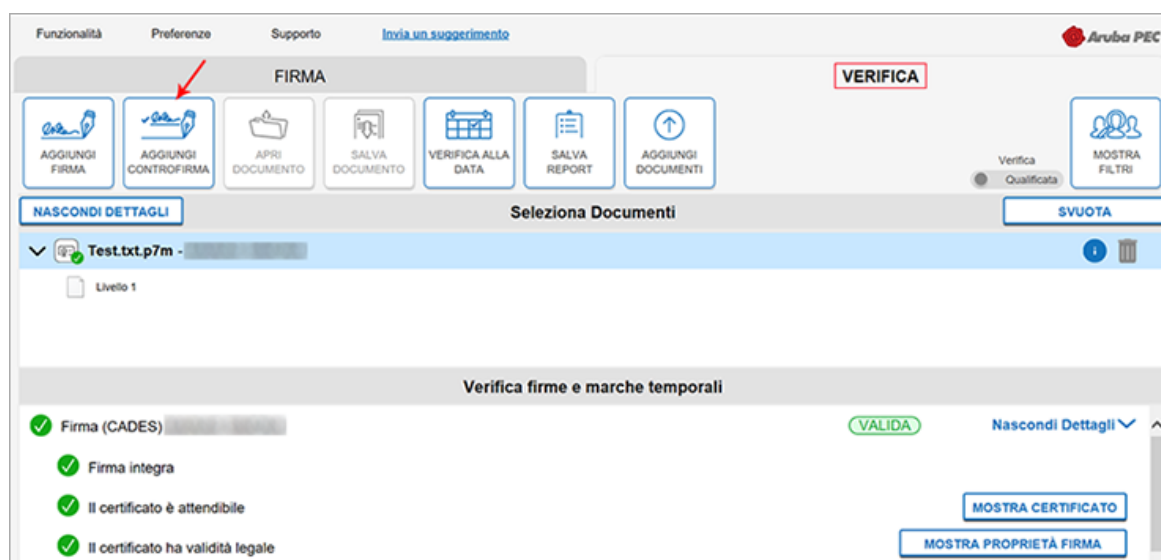 Funzionalità Preferenze Supporto Invia un suggerimento Aruba PEC
FIRMA VERIFICA
AGGIUNGI FIRMA
AGGIUNGI CONTROFIRMA
APRI DOCUMENTO
SALVA DOCUMENTO
VERIFICA ALLA DATA
SALVA REPORT
AGGIUNGI DOCUMENTI
Verifica Qualificata
MOSTRA FILTRI
NASCONDI DETTAGLI Seleziona Documenti SVUOTA
Test.txt.p7m -
Livello 1
Verifica firme e marche temporali
Firma (CADES) VALIDA Nascondi Dettagli
Firma integra
Il certificato è attendibile MOSTRA CERTIFICATO
Il certificato ha validità legale MOSTRA PROPRIETÀ FIRMA